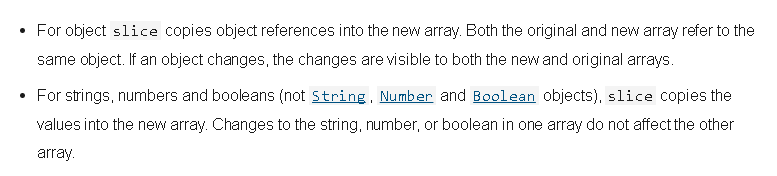 • For object slice copies object references into the new array. Both the original and new array refer to the
same object. If an object changes, the changes are visible to both the new and original arrays.
• For strings, numbers and booleans (not String, Number and Boolean objects), slice copies the
values into the new array. Changes to the string, number, or boolean in one array do not affect the other
array.